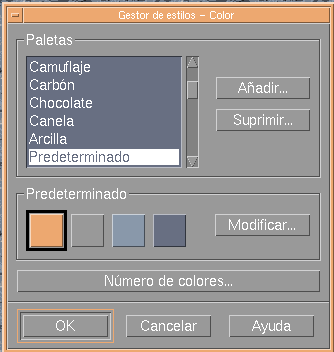 Gestor de estilos - Color
Paletas
Camuflaje
Carbón
Chocolate
Canela
Arcilla
Predeterminado
Añadir...
Suprimir...
Predeterminado
Modificar...
Número de colores...
OK
Cancelar
Ayuda